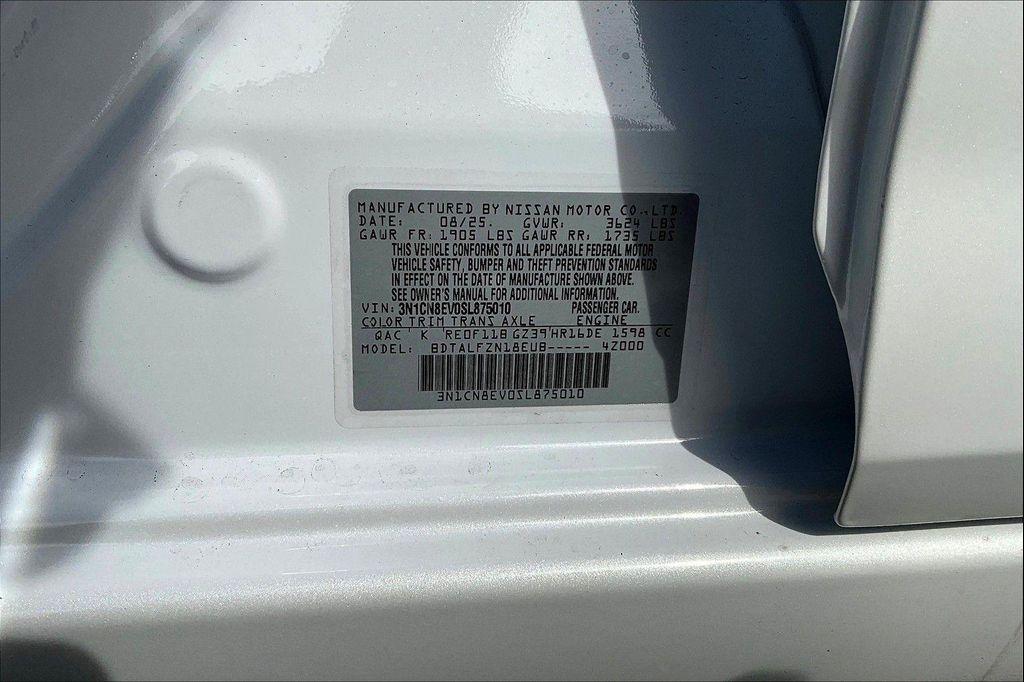 MANUFACTURED BY NISSAN MOTOR CO.,LTD.
DATE: 08/25. GVWR: 3624 LBS
GAWR FR: 1905 LBS GAWR RR: 1735 LBS
THIS VEHICLE CONFORMS TO ALL APPLICABLE FEDERAL MOTOR
VEHICLE SAFETY, BUMPER AND THEFT PREVENTION STANDARDS
IN EFFECT ON THE DATE OF MANUFACTURE SHOWN ABOVE.
SEE OWNER'S MANUAL FOR ADDITIONAL INFORMATION.
VIN: 3N1CN8EV0SL875010 PASSENGER CAR.
COLOR TRIM TRANS AXLE ENGINE
QAC K RE0F11B GZ39 HR16DE 1598 CC
MODEL: BDTALFZN18EUB----- 4Z000
3N1CN8EV0SL875010